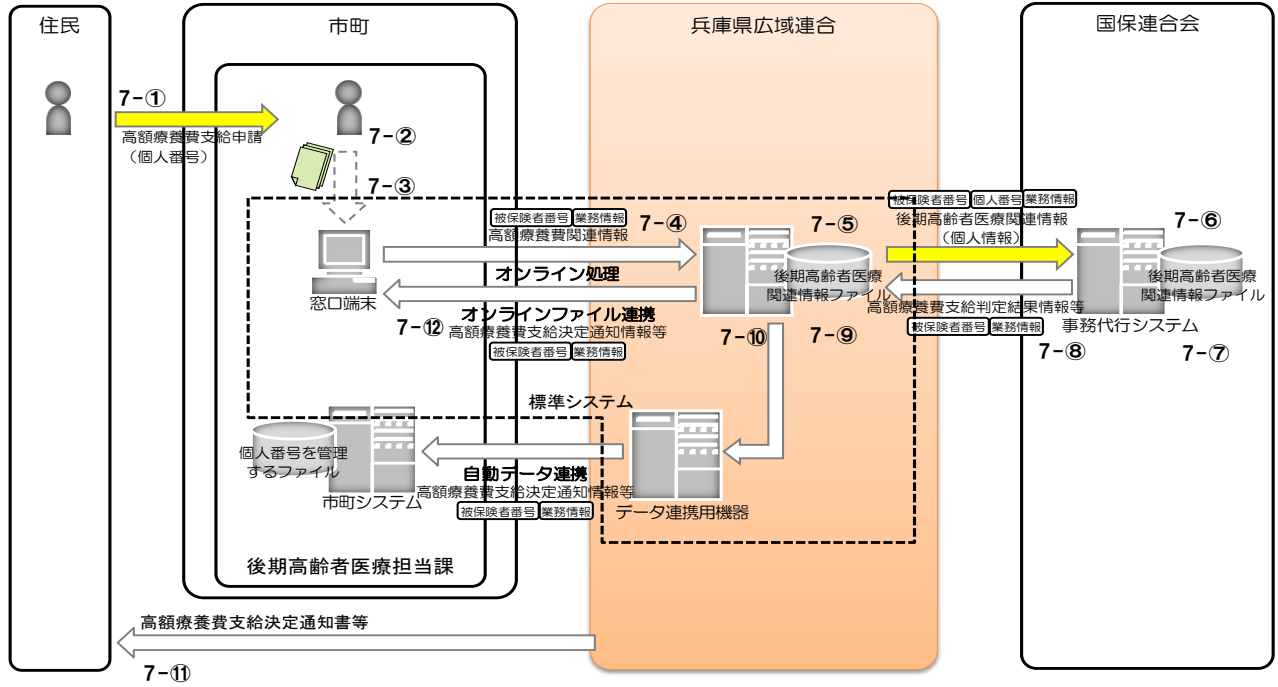 住民
市町
兵庫県広域連合
国保連合会
7-①
高額療養費支給申請
（個人番号）
7-②
7-③
被保険者番号 業務情報
高額療養費関連情報
7-④
7-⑤
被保険者番号 個人番号 業務情報
後期高齢者医療関連情報
（個人情報）
7-⑥
オンライン処理
窓口端末
後期高齢者医療
関連情報ファイル
後期高齢者医療
関連情報ファイル
オンラインファイル連携
7-⑫
高額療養費支給決定通知情報等
被保険者番号 業務情報
7-⑩
7-⑨
高額療養費支給判定結果情報等
被保険者番号 業務情報
事務代行システム
7-⑧
7-⑦
標準システム
個人番号を管理
するファイル
市町システム
自動データ連携
高額療養費支給決定通知情報等
被保険者番号 業務情報
データ連携用機器
後期高齢者医療担当課
高額療養費支給決定通知書等
7-⑪